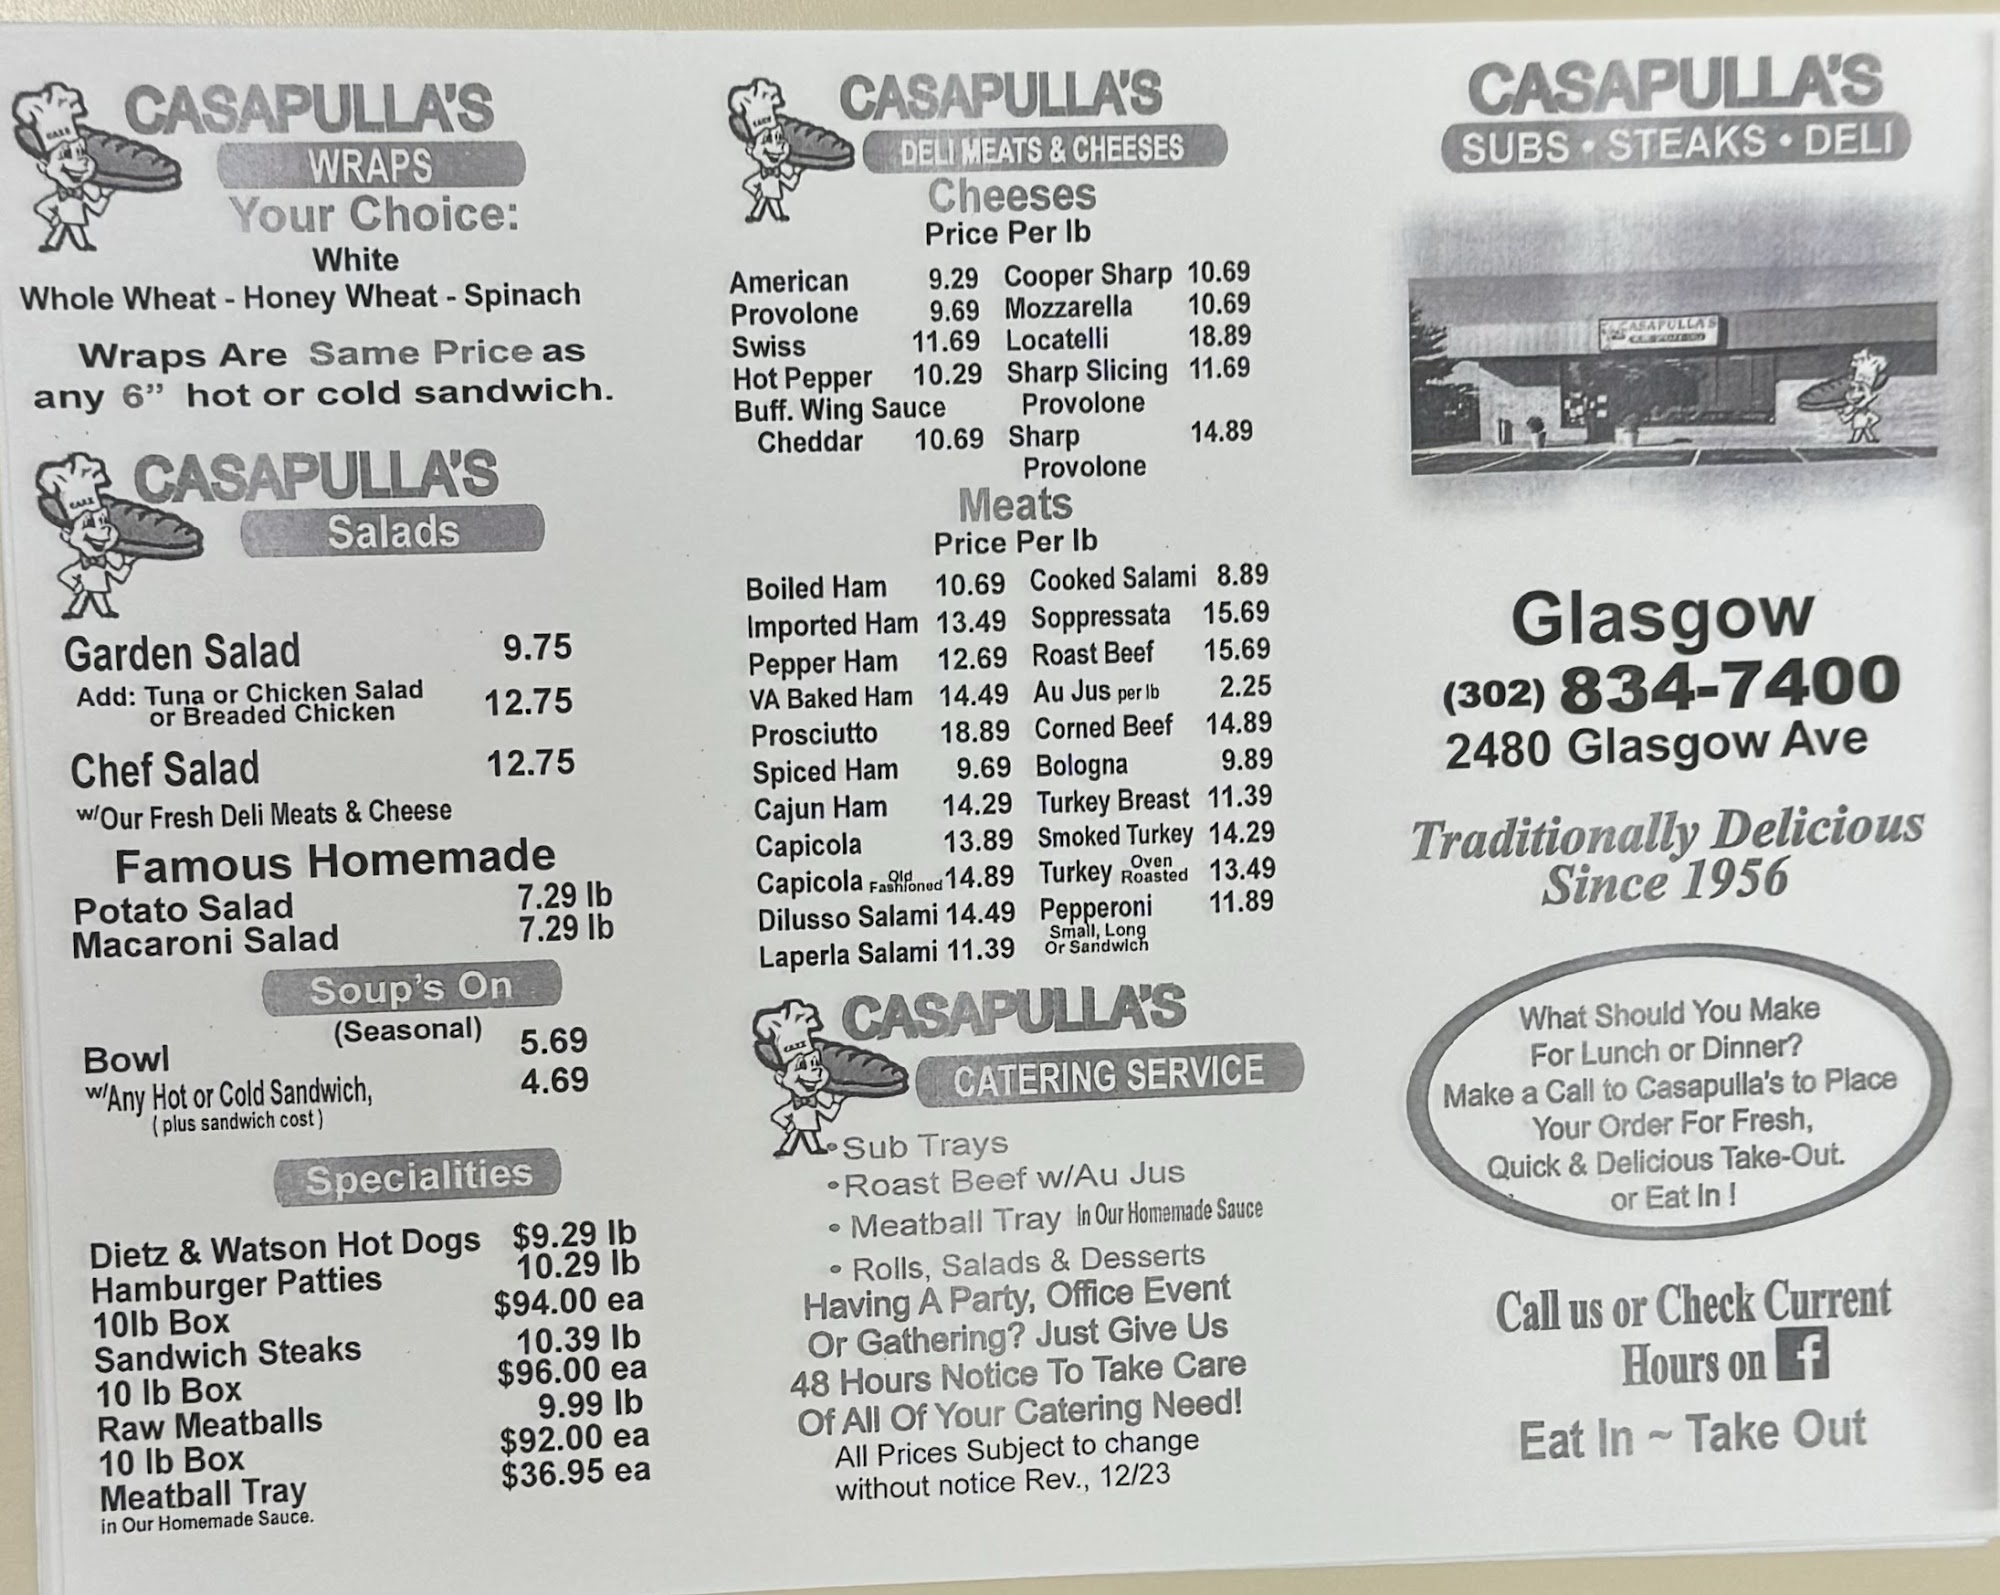 CASAPULLA'S
WRAPS
Your Choice:
White
Whole Wheat - Honey Wheat - Spinach
Wraps Are Same Price as
any 6” hot or cold sandwich.
CASAPULLA'S
Salads
Garden Salad 9.75
Add: Tuna or Chicken Salad
or Breaded Chicken 12.75
Chef Salad 12.75
w/Our Fresh Deli Meats & Cheese
Famous Homemade
Potato Salad 7.29 lb
Macaroni Salad 7.29 lb
Soup's On
(Seasonal)
Bowl 5.69
w/Any Hot or Cold Sandwich, 4.69
(plus sandwich cost)
Specialities
Dietz & Watson Hot Dogs $9.29 lb
Hamburger Patties 10.29 lb
10lb Box $94.00 ea
Sandwich Steaks 10.39 lb
10 lb Box $96.00 ea
Raw Meatballs 9.99 lb
10 lb Box $92.00 ea
Meatball Tray $36.95 ea
in Our Homemade Sauce.
CASAPULLA'S
DELI MEATS & CHEESES
Cheeses
Price Per lb
American 9.29 Cooper Sharp 10.69
Provolone 9.69 Mozzarella 10.69
Swiss 11.69 Locatelli 18.89
Hot Pepper 10.29 Sharp Slicing 11.69
Buff. Wing Sauce Provolone
Cheddar 10.69 Sharp 14.89
Provolone
Meats
Price Per lb
Boiled Ham 10.69 Cooked Salami 8.89
Imported Ham 13.49 Soppressata 15.69
Pepper Ham 12.69 Roast Beef 15.69
VA Baked Ham 14.49 Au Jus per lb 2.25
Prosciutto 18.89 Corned Beef 14.89
Spiced Ham 9.69 Bologna 9.89
Cajun Ham 14.29 Turkey Breast 11.39
Capicola 13.89 Smoked Turkey 14.29
Capicola Old Fashioned 14.89 Turkey Oven Roasted 13.49
Dilusso Salami 14.49 Pepperoni 11.89
Small, Long
Laperla Salami 11.39 Or Sandwich
CASAPULLA'S
CATERING SERVICE
• Sub Trays
• Roast Beef w/Au Jus
• Meatball Tray In Our Homemade Sauce
• Rolls, Salads & Desserts
Having A Party, Office Event
Or Gathering? Just Give Us
48 Hours Notice To Take Care
Of All Of Your Catering Need!
All Prices Subject to change
without notice Rev., 12/23
CASAPULLA'S
SUBS • STEAKS • DELI
CASAPULLA'S
Glasgow
(302) 834-7400
2480 Glasgow Ave
Traditionally Delicious
Since 1956
What Should You Make
For Lunch or Dinner?
Make a Call to Casapulla's to Place
Your Order For Fresh,
Quick & Delicious Take-Out.
or Eat In !
Call us or Check Current
Hours on f
Eat In ~ Take Out